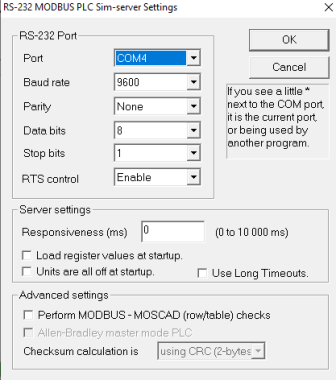 RS-232 MODBUS PLC Sim-server Settings
RS-232 Port
Port COM4
Baud rate 9600
Parity None
Data bits 8
Stop bits 1
RTS control Enable
OK
Cancel
If you see a little *
next to the COM port,
it is the current port,
or being used by
another program.
Server settings
Responsiveness (ms) 0 (0 to 10 000 ms)
Load register values at startup.
Units are all off at startup. Use Long Timeouts.
Advanced settings
Perform MODBUS - MOSCAD (row/table) checks
Allen-Bradley master mode PLC
Checksum calculation is using CRC (2-bytes